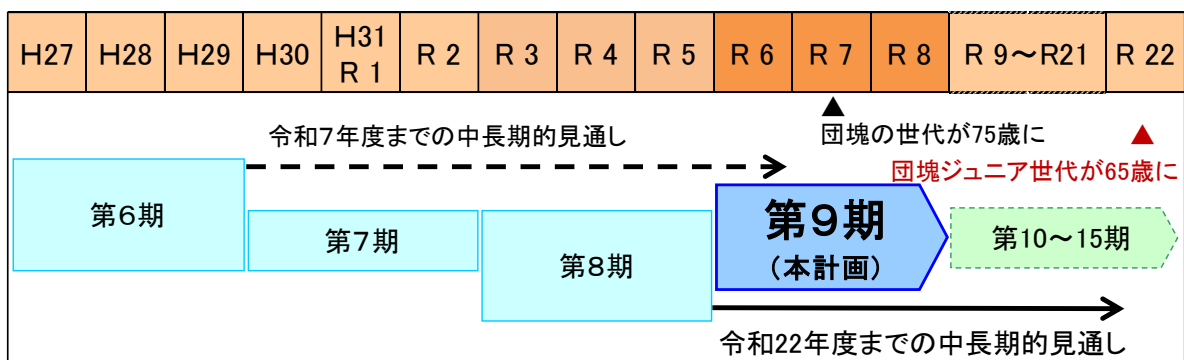 H27 H28 H29 H30 H31 R 1 R 2 R 3 R 4 R 5 R 6 R 7 R 8 R 9～R21 R 22
令和7年度までの中長期的見通し
▲
団塊の世代が75歳に
▲
団塊ジュニア世代が65歳に
第6期
第7期
第8期
第9期
（本計画）
第10～15期
令和22年度までの中長期的見通し